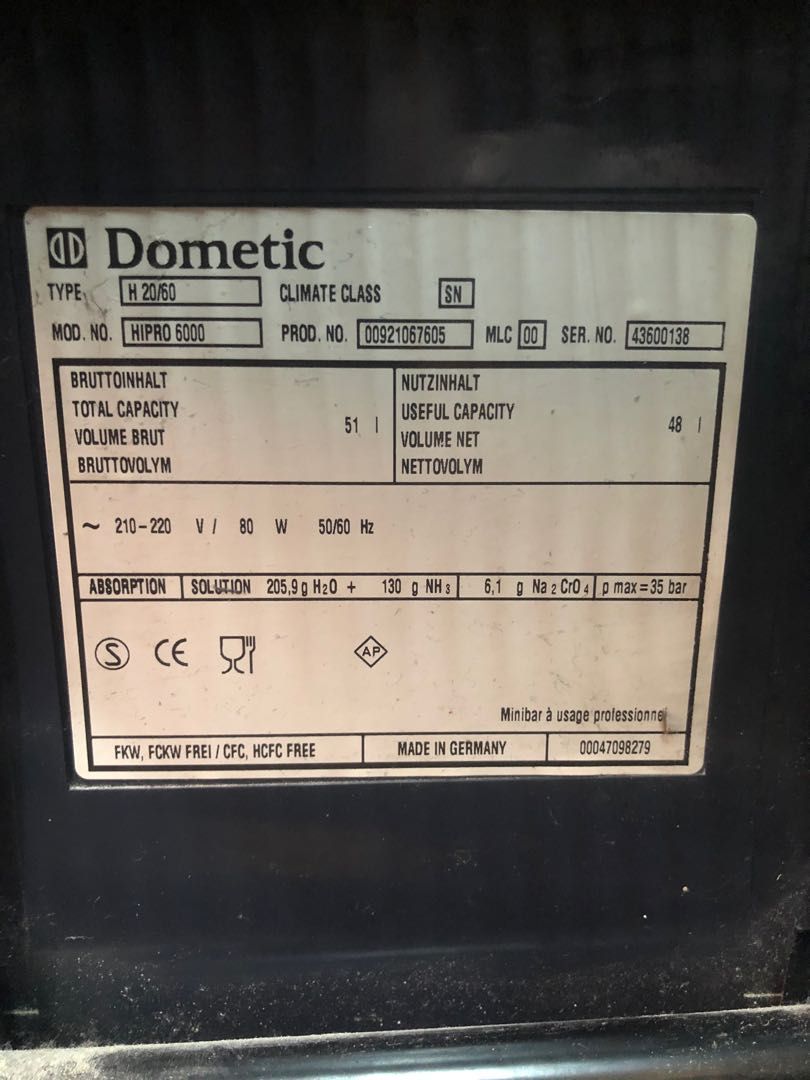 Dometic
TYPE H 20/60 CLIMATE CLASS SN
MOD. NO. HIPRO 6000 PROD. NO. 00921067605 MLC 00 SER. NO. 43600138
BRUTTOINHALT
TOTAL CAPACITY
VOLUME BRUT
BRUTTOVOLYM
51 l
NUTZINHALT
USEFUL CAPACITY
VOLUME NET
NETTOVOLYM
48 l
~ 210-220 V / 80 W 50/60 Hz
ABSORPTION SOLUTION 205,9 g H2O + 130 g NH3 6,1 g Na2CrO4 p max=35 bar
S CE AP
Minibar à usage professionnel
FKW, FCKW FREI / CFC, HCFC FREE MADE IN GERMANY 00047098279